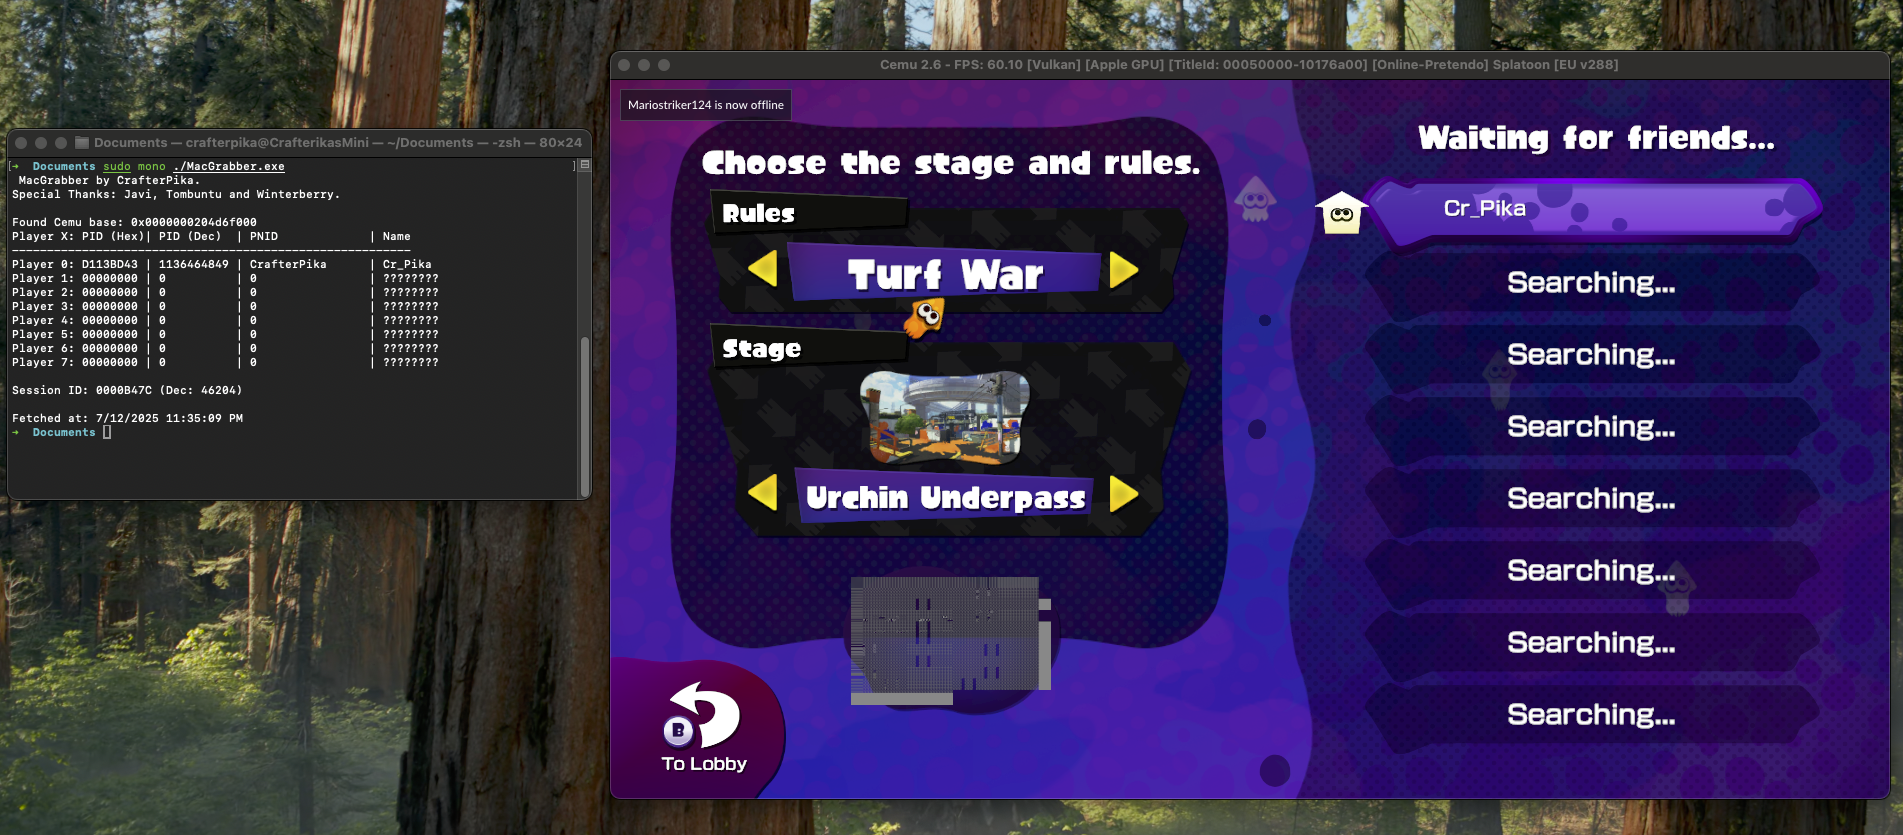 Documents — crafterpika@CrafterikasMini — ~/Documents — -zsh — 80×24
[→ Documents sudo mono ./MacGrabber.exe ]
MacGrabber by CrafterPika.
Special Thanks: Javi, Tombuntu and Winterberry.
Found Cemu base: 0x0000000204d6f000
Player X: PID (Hex)| PID (Dec) | PNID | Name
————————————————————————————————————————
Player 0: D113BD43 | 1136464849 | CrafterPika | Cr_Pika
Player 1: 00000000 | 0 | 0 | ????????
Player 2: 00000000 | 0 | 0 | ????????
Player 3: 00000000 | 0 | 0 | ????????
Player 4: 00000000 | 0 | 0 | ????????
Player 5: 00000000 | 0 | 0 | ????????
Player 6: 00000000 | 0 | 0 | ????????
Player 7: 00000000 | 0 | 0 | ????????
Session ID: 0000B47C (Dec: 46204)
Fetched at: 7/12/2025 11:35:09 PM
→ Documents
Cemu 2.6 - FPS: 60.10 [Vulkan] [Apple GPU] [TitleId: 00050000-10176a00] [Online-Pretendo] Splatoon [EU v288]
Mariostriker124 is now offline
Choose the stage and rules.
Rules
Turf War
Stage
Urchin Underpass
B
To Lobby
Waiting for friends...
Cr_Pika
Searching...
Searching...
Searching...
Searching...
Searching...
Searching...
Searching...